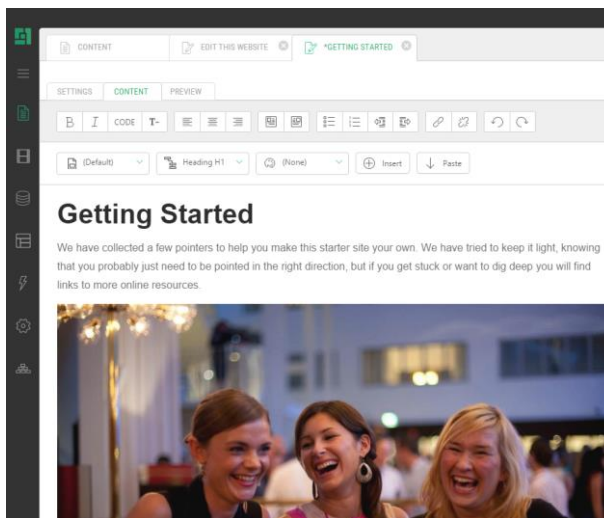 CONTENT
EDIT THIS WEBSITE
*GETTING STARTED
SETTINGS CONTENT PREVIEW
B I CODE T-
(Default) Heading H1 (None) Insert Paste
Getting Started
We have collected a few pointers to help you make this starter site your own. We have tried to keep it light, knowing
that you probably just need to be pointed in the right direction, but if you get stuck or want to dig deep you will find
links to more online resources.